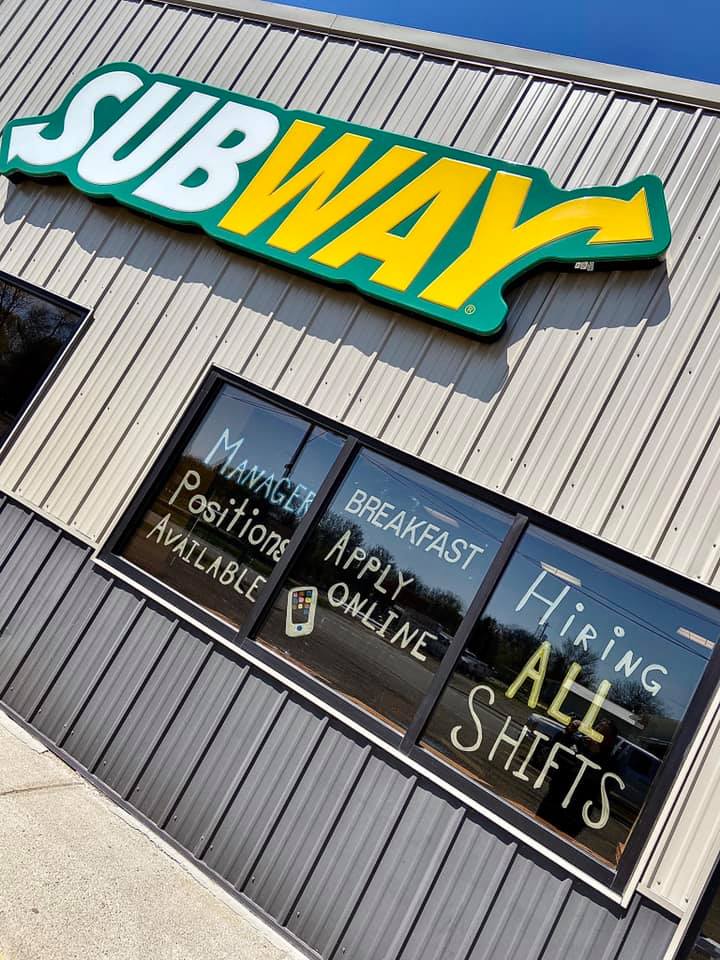 SUBWAY
MANAGER
Positions
AVAILABLE
BREAKFAST
APPLY
ONLINE
HiRiNG
ALL
SHIFTS